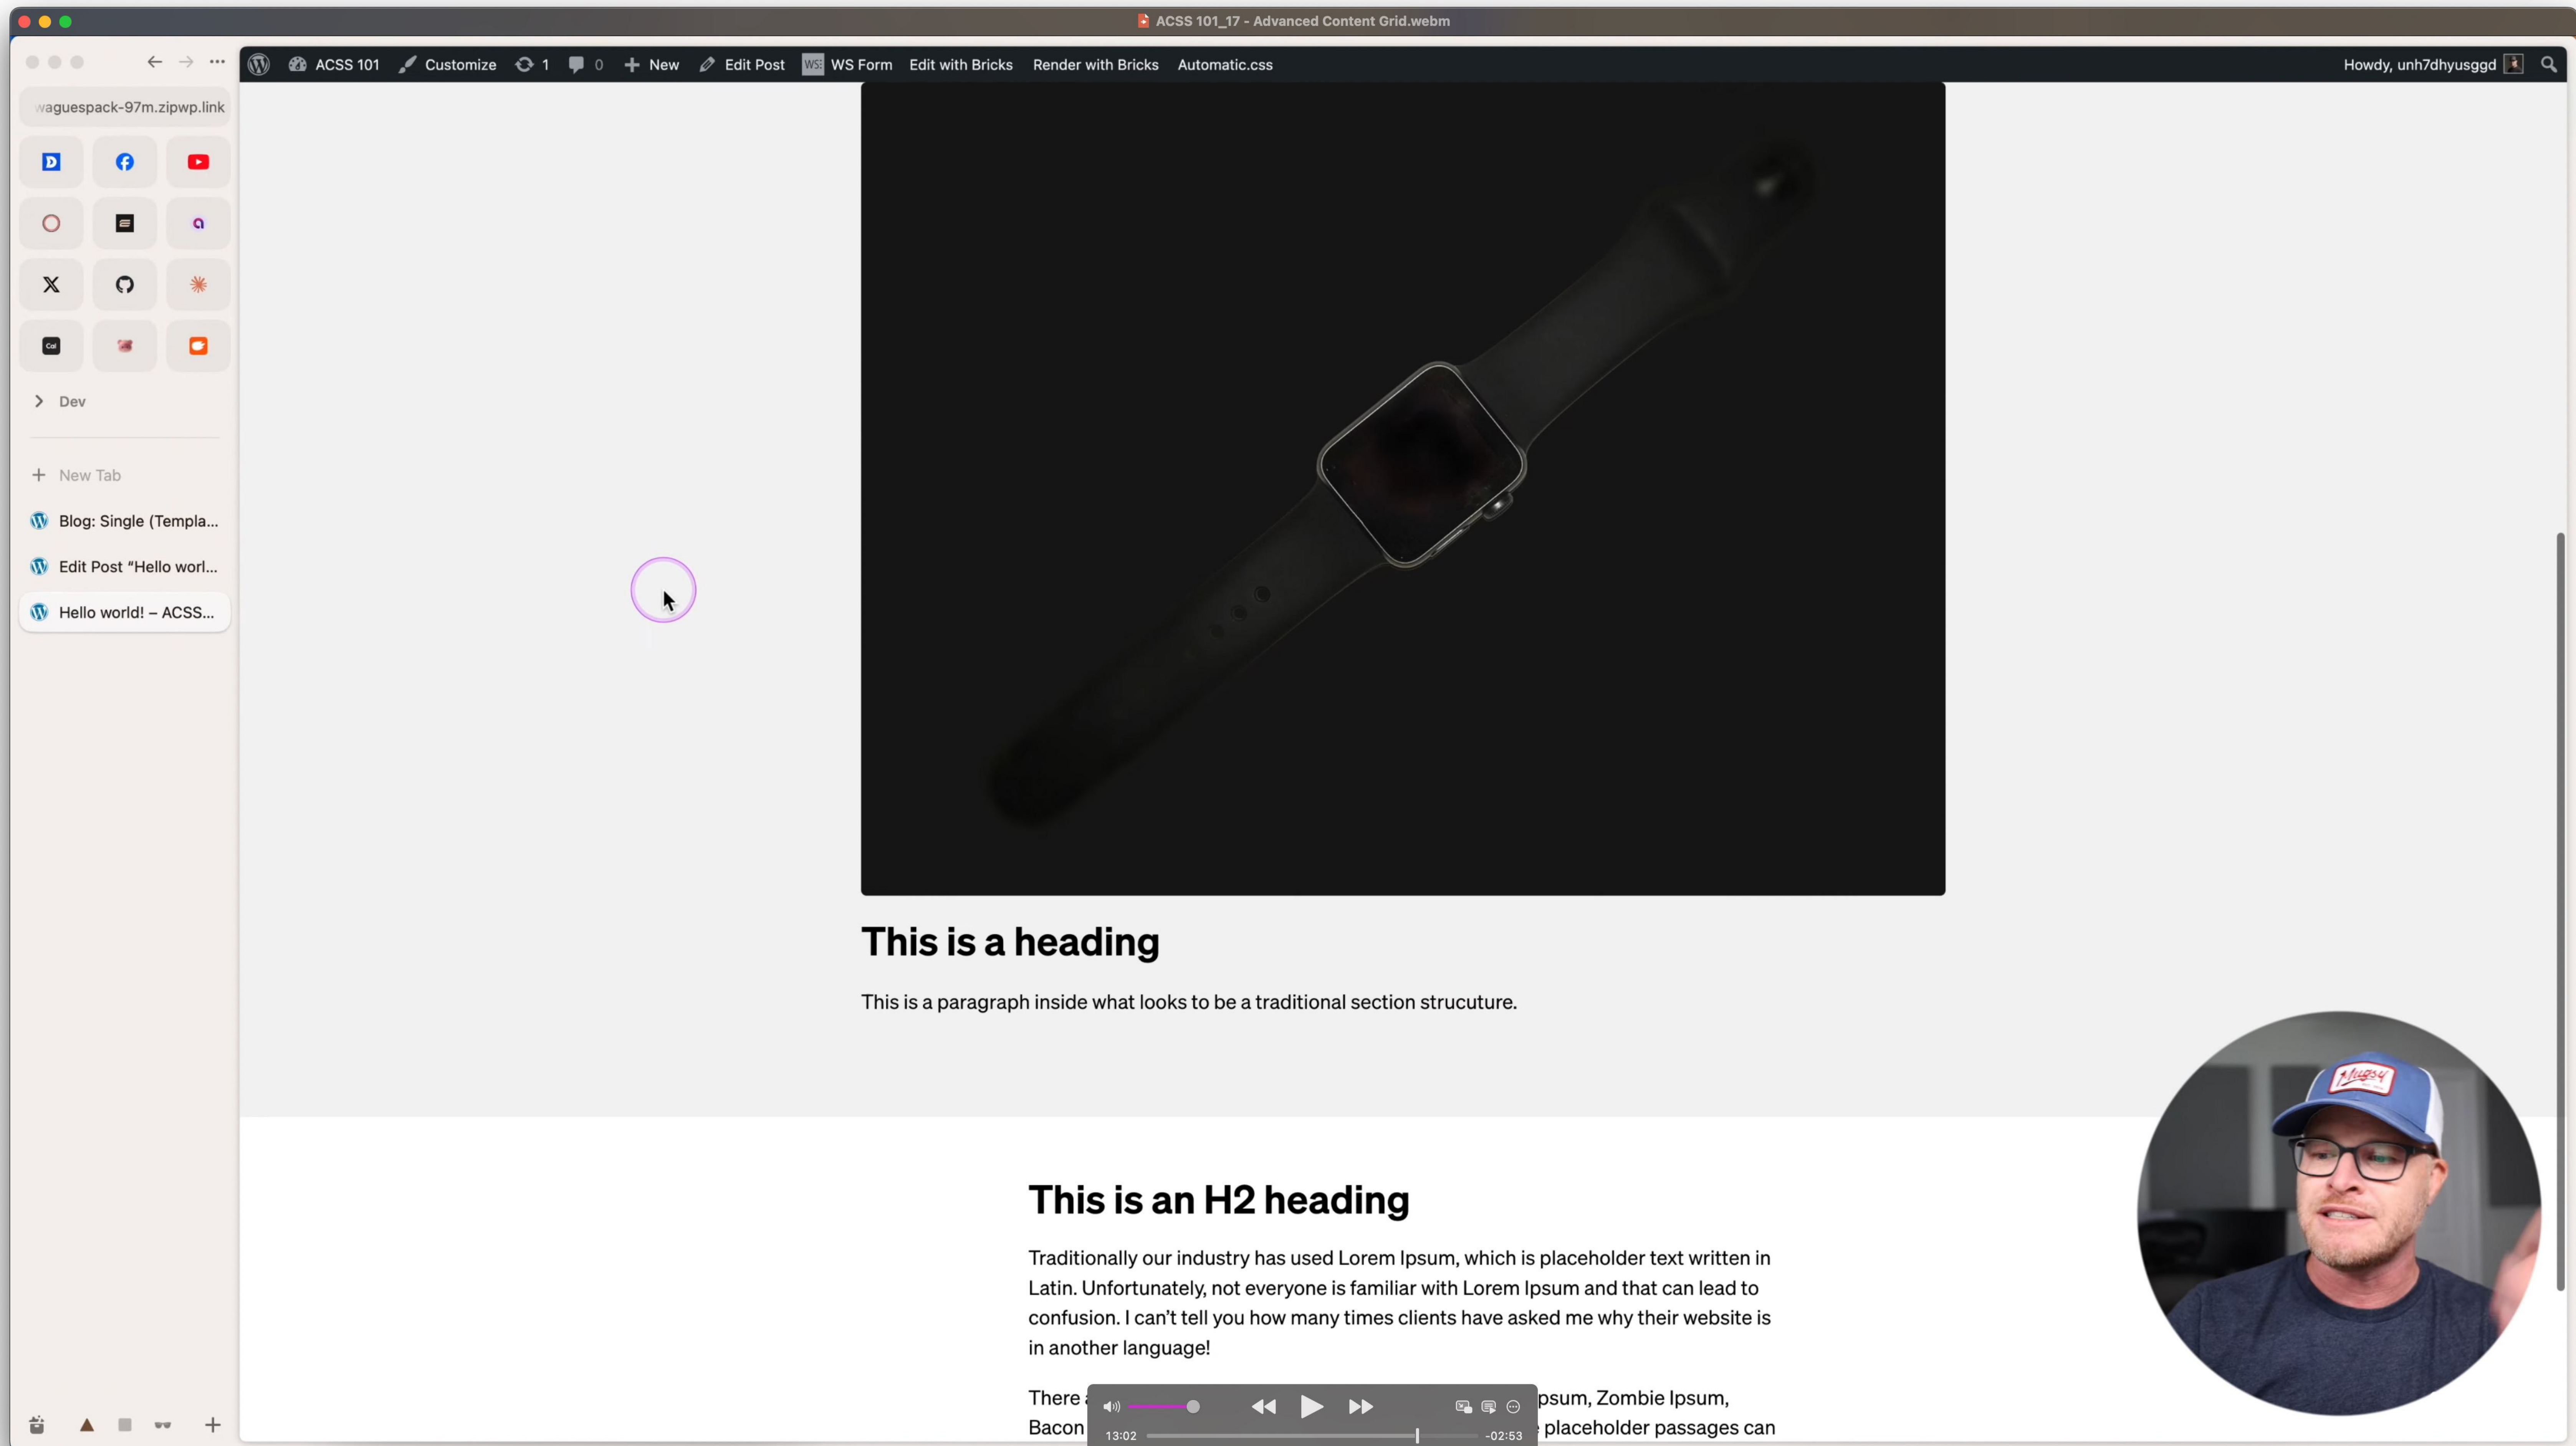 ACSS 101_17 - Advanced Content Grid.webm
ACSS 101 Customize 1 0 New Edit Post WS WS Form Edit with Bricks Render with Bricks Automatic.css Howdy, unh7dhyusggd
waguespack-97m.zipwp.link
D
Cal
Dev
New Tab
Blog: Single (Templa...
Edit Post “Hello worl...
Hello world! – ACSS...
This is a heading
This is a paragraph inside what looks to be a traditional section strucuture.
This is an H2 heading
Traditionally our industry has used Lorem Ipsum, which is placeholder text written in
Latin. Unfortunately, not everyone is familiar with Lorem Ipsum and that can lead to
confusion. I can’t tell you how many times clients have asked me why their website is
in another language!
There psum, Zombie Ipsum,
Bacon placeholder passages can
13:02 -02:53
Mugsy